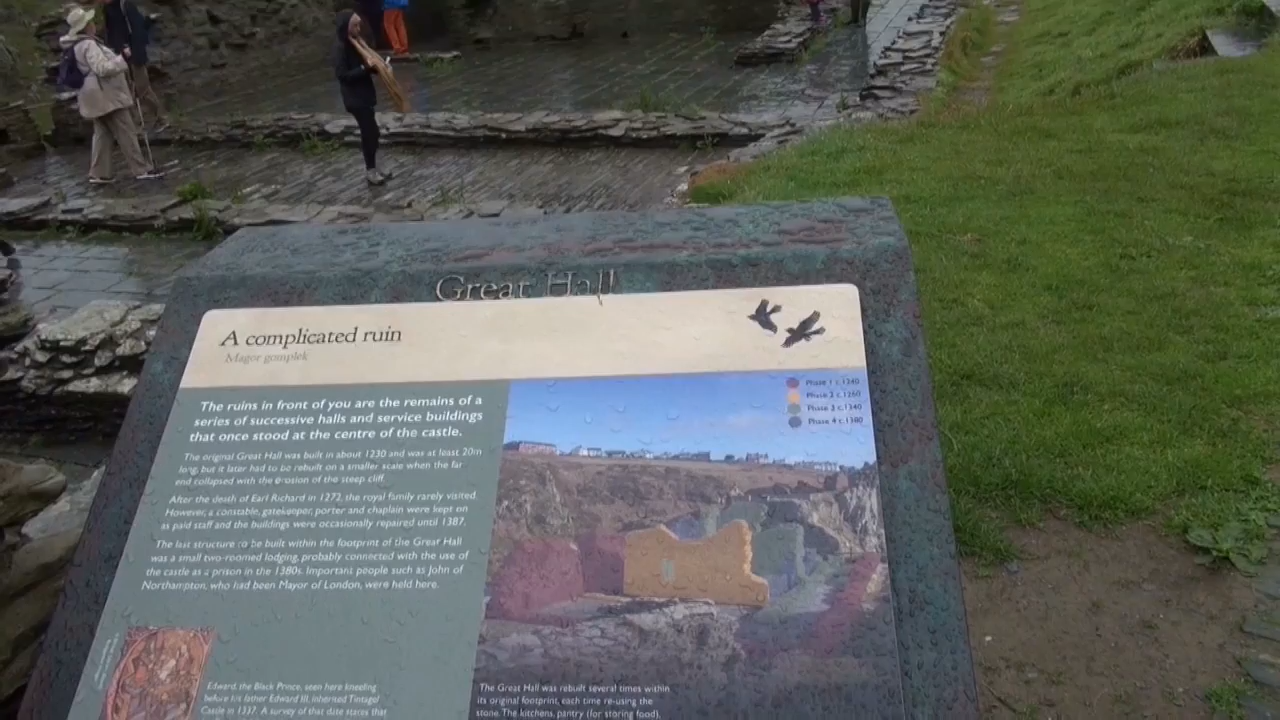 Great Hall
A complicated ruin
Magor gomplek
The ruins in front of you are the remains of a
series of successive halls and service buildings
that once stood at the centre of the castle.
The original Great Hall was built in about 1230 and was at least 20m
long, but it later had to be rebuilt on a smaller scale when the far
end collapsed with the erosion of the steep cliff.
After the death of Earl Richard in 1272, the royal family rarely visited.
However, a constable, gatekeeper, porter and chaplain were kept on
as paid staff and the buildings were occasionally repaired until 1387.
The last structure to be built within the footprint of the Great Hall
was a small two-roomed lodging, probably connected with the use of
the castle as a prison in the 1380s. Important people such as John of
Northampton, who had been Mayor of London, were held here.
Phase 1 c.1240
Phase 2 c.1260
Phase 3 c.1340
Phase 4 c.1380
Edward, the Black Prince, seen here kneeling
before his father Edward III, inherited Tintagel
Castle in 1337. A survey of that date states that
The Great Hall was rebuilt several times within
its original footprint, each time re-using the
stone. The kitchens, pantry (for storing food),